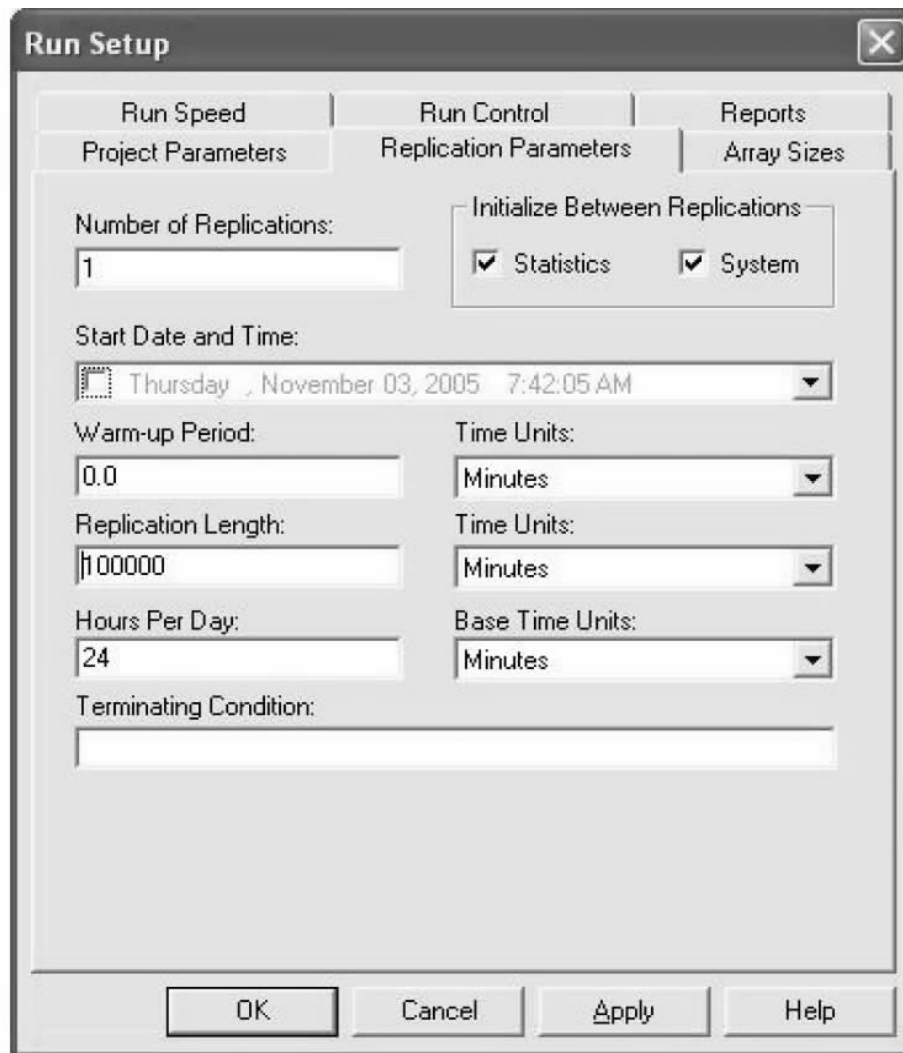 Run Setup
Run Speed Run Control Reports
Project Parameters Replication Parameters Array Sizes
Number of Replications: Initialize Between Replications
1 Statistics System
Start Date and Time:
Thursday , November 03, 2005 7:42:05 AM
Warm-up Period: Time Units:
0.0 Minutes
Replication Length: Time Units:
100000 Minutes
Hours Per Day: Base Time Units:
24 Minutes
Terminating Condition:
OK Cancel Apply Help